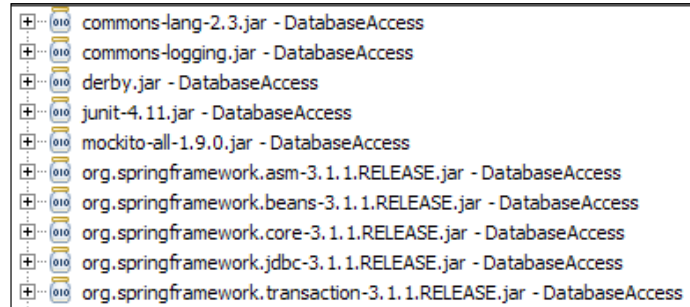 commons-lang-2.3.jar - DatabaseAccess
commons-logging.jar - DatabaseAccess
derby.jar - DatabaseAccess
junit-4.11.jar - DatabaseAccess
mockito-all-1.9.0.jar - DatabaseAccess
org.springframework.asm-3.1.1.RELEASE.jar - DatabaseAccess
org.springframework.beans-3.1.1.RELEASE.jar - DatabaseAccess
org.springframework.core-3.1.1.RELEASE.jar - DatabaseAccess
org.springframework.jdbc-3.1.1.RELEASE.jar - DatabaseAccess
org.springframework.transaction-3.1.1.RELEASE.jar - DatabaseAccess